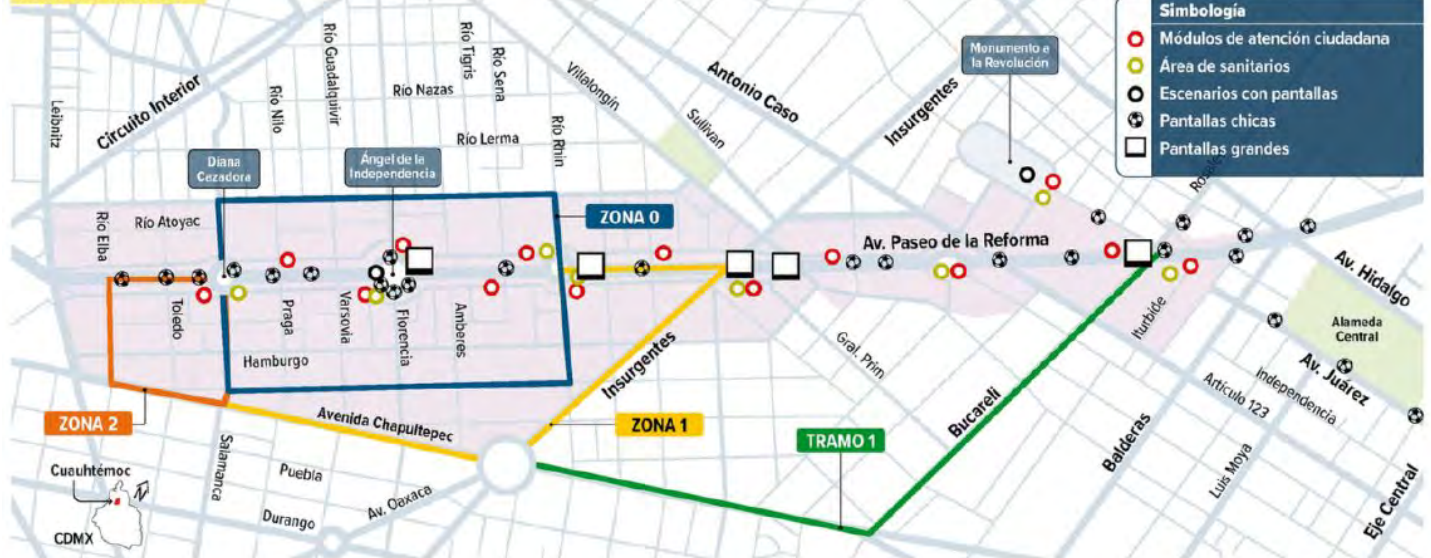 Simbología
Módulos de atención ciudadana
Área de sanitarios
Escenarios con pantallas
Pantallas chicas
Pantallas grandes
Monumento a
la Revolución
Leibnitz
Circuito Interior
Río Nilo
Río Guadalquivir
Río Nazas
Río Tigris
Río Sena
Río Lerma
Río Rhin
Villalongín
Sullivan
Antonio Caso
Insurgentes
Diana
Cazadora
Ángel de la
Independencia
Río Elba
Río Atoyac
ZONA 0
Av. Paseo de la Reforma
Av. Hidalgo
Toledo
Praga
Varsovia
Florencia
Amberes
Hamburgo
Insurgentes
Gral. Prim
Iturbide
Alameda
Central
Av. Juárez
Independencia
Artículo 123
ZONA 2
Avenida Chapultepec
ZONA 1
TRAMO 1
Bucareli
Balderas
Luis Moya
Eje Central
Salamanca
Puebla
Durango
Av. Oaxaca
Cuauhtémoc
N
CDMX